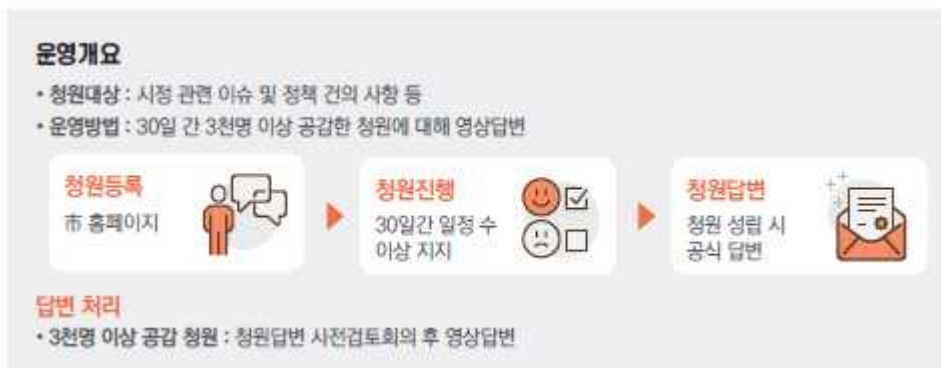 운영개요
• 청원대상 : 시정 관련 이슈 및 정책 건의 사항 등
• 운영방법 : 30일 간 3천명 이상 공감한 청원에 대해 영상답변
청원등록
市 홈페이지
청원진행
30일간 일정 수
이상 지지
청원답변
청원 성립 시
공식 답변
답변 처리
• 3천명 이상 공감 청원 : 청원답변 사전검토회의 후 영상답변